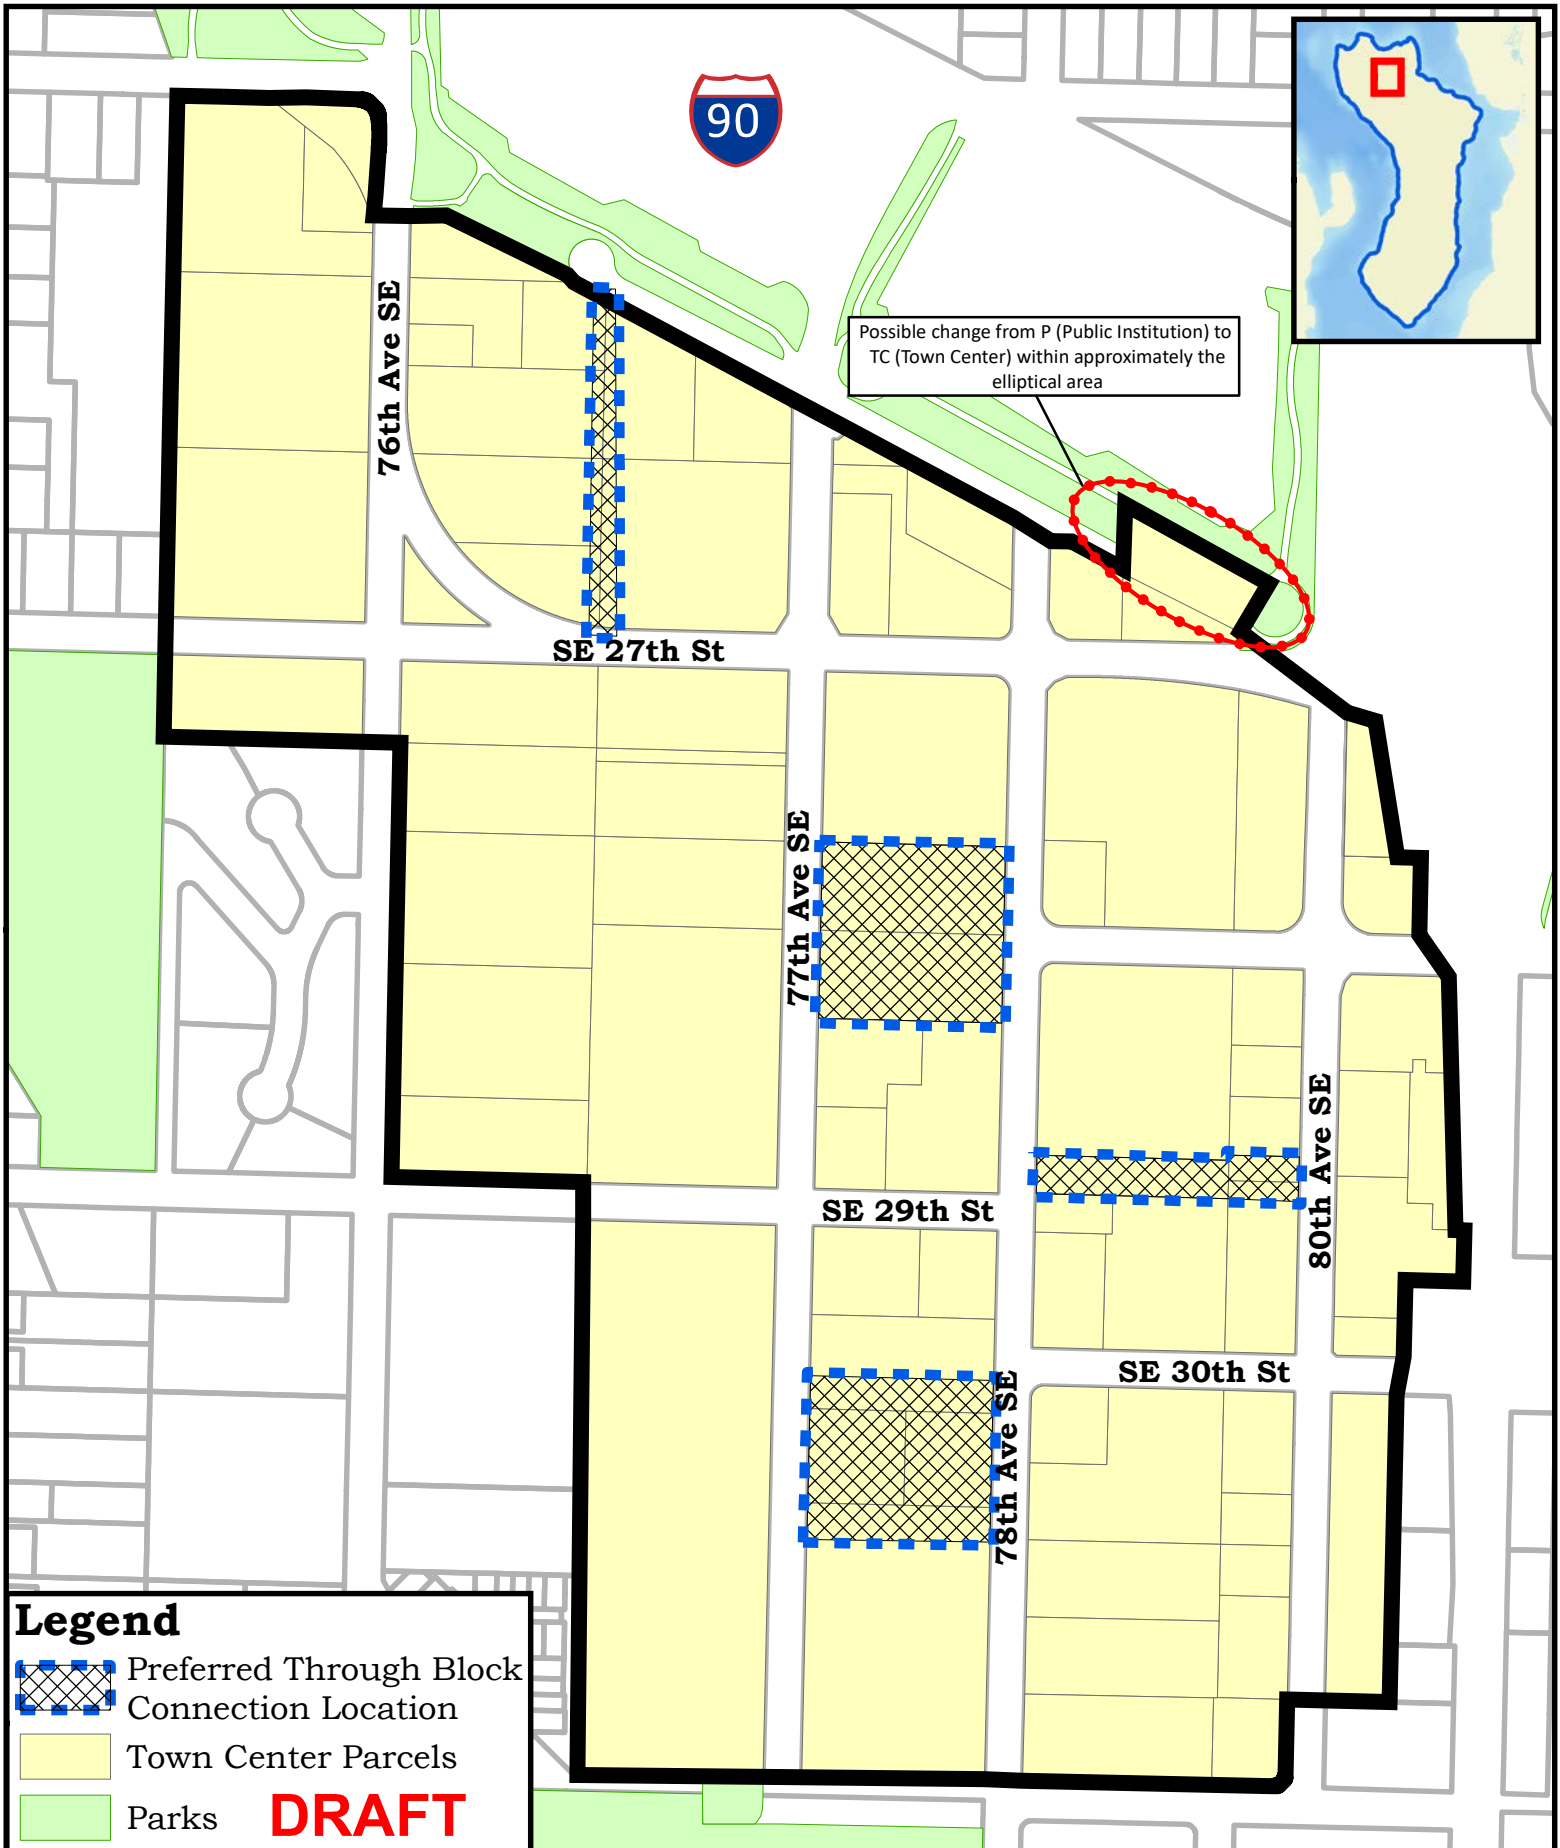 90
Possible change from P (Public Institution) to
TC (Town Center) within approximately the
elliptical area
76th Ave SE
SE 27th St
77th Ave SE
80th Ave SE
SE 29th St
SE 30th St
78th Ave SE
Legend
Preferred Through Block
Connection Location
Town Center Parcels
Parks
DRAFT